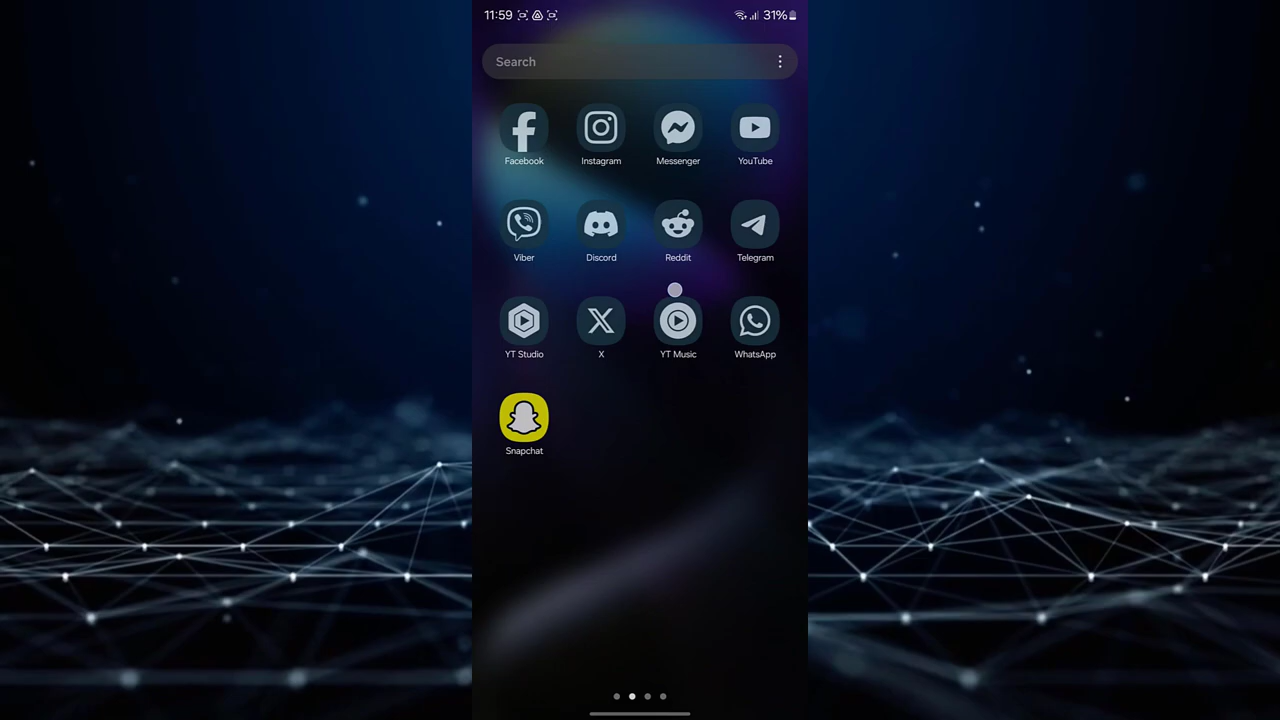 11:59 31%
Search
Facebook Instagram Messenger YouTube
Viber Discord Reddit Telegram
YT Studio X YT Music WhatsApp
Snapchat